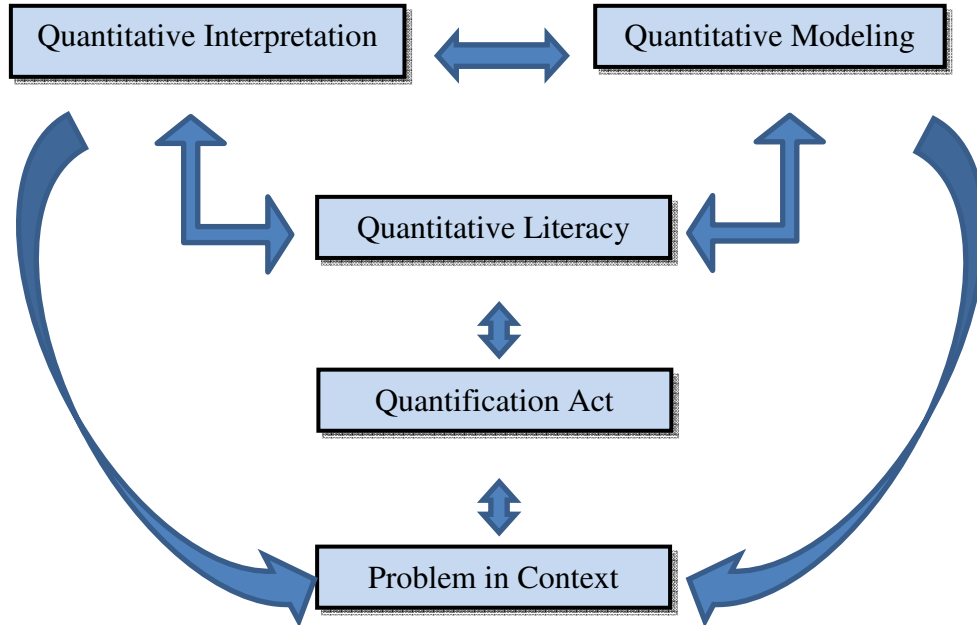 Quantitative Interpretation
Quantitative Modeling
Quantitative Literacy
Quantification Act
Problem in Context